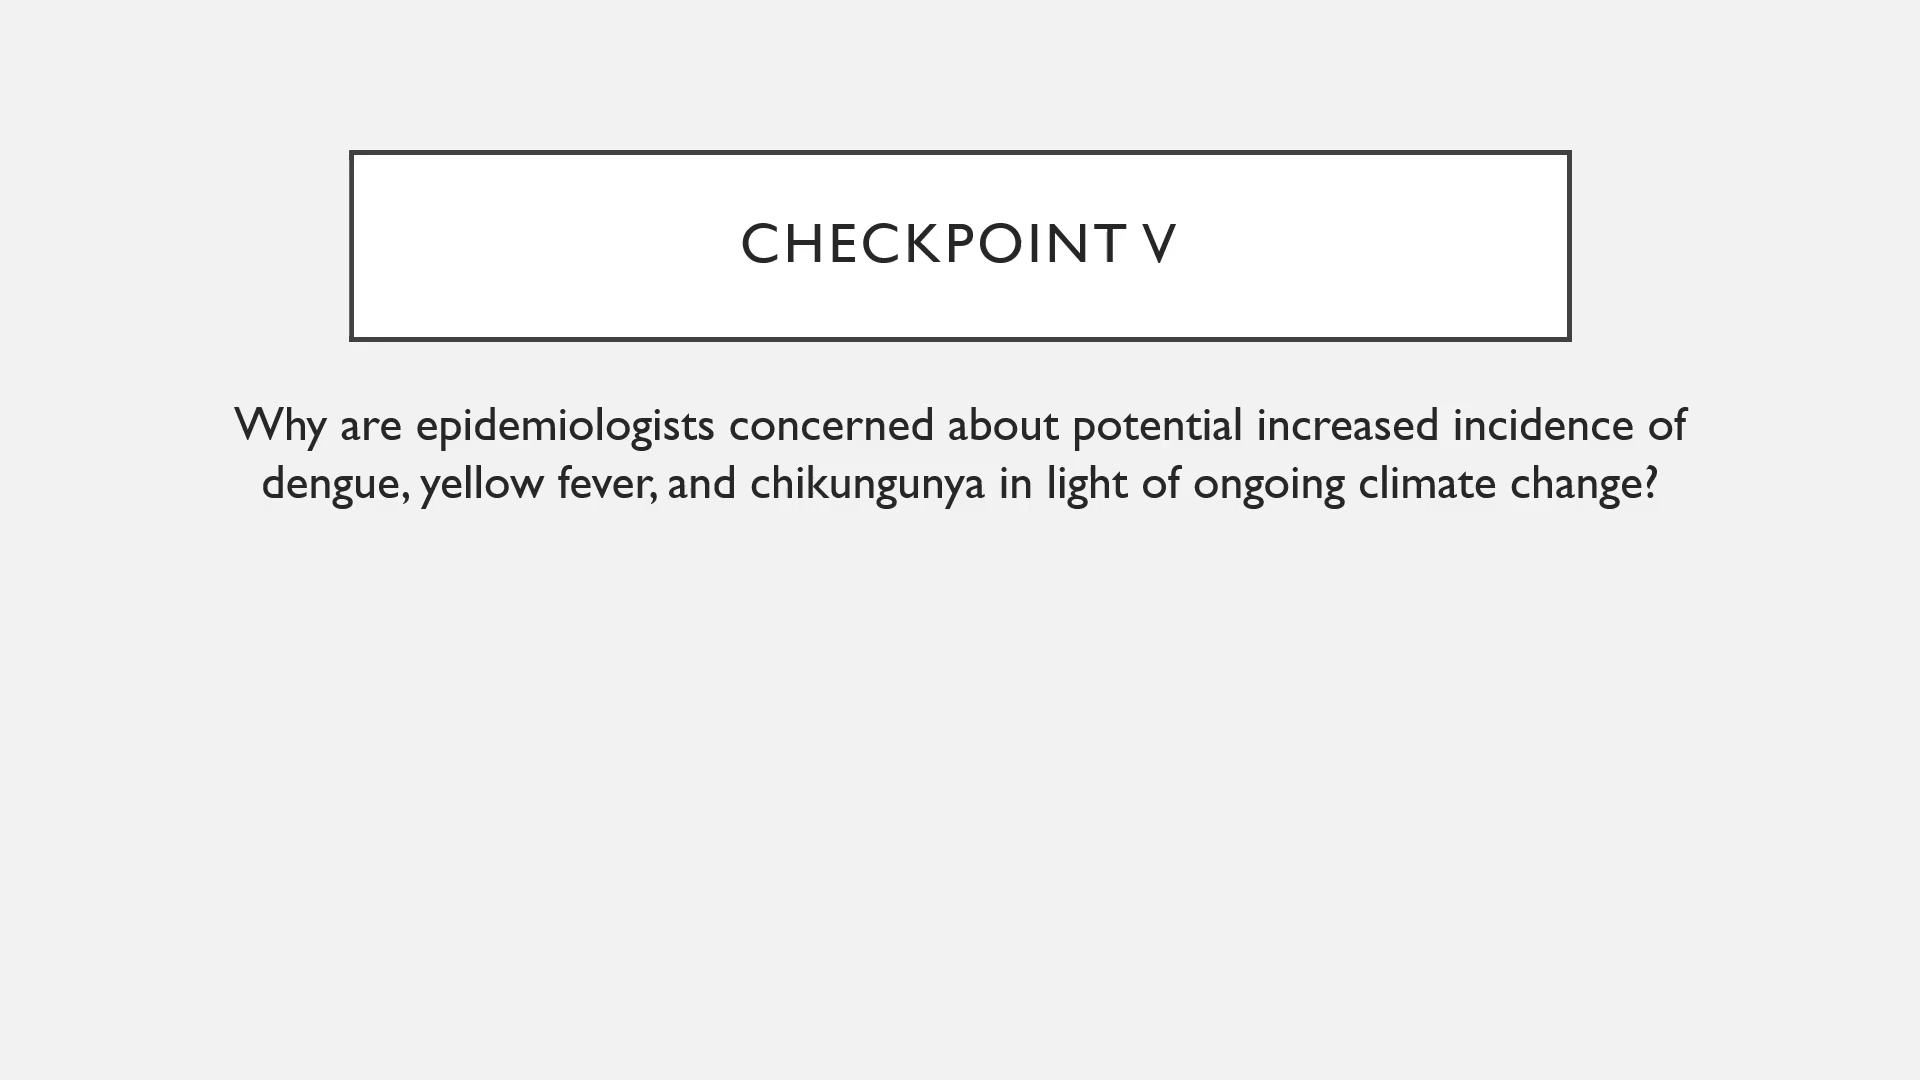 CHECKPOINT V
Why are epidemiologists concerned about potential increased incidence of
dengue, yellow fever, and chikungunya in light of ongoing climate change?